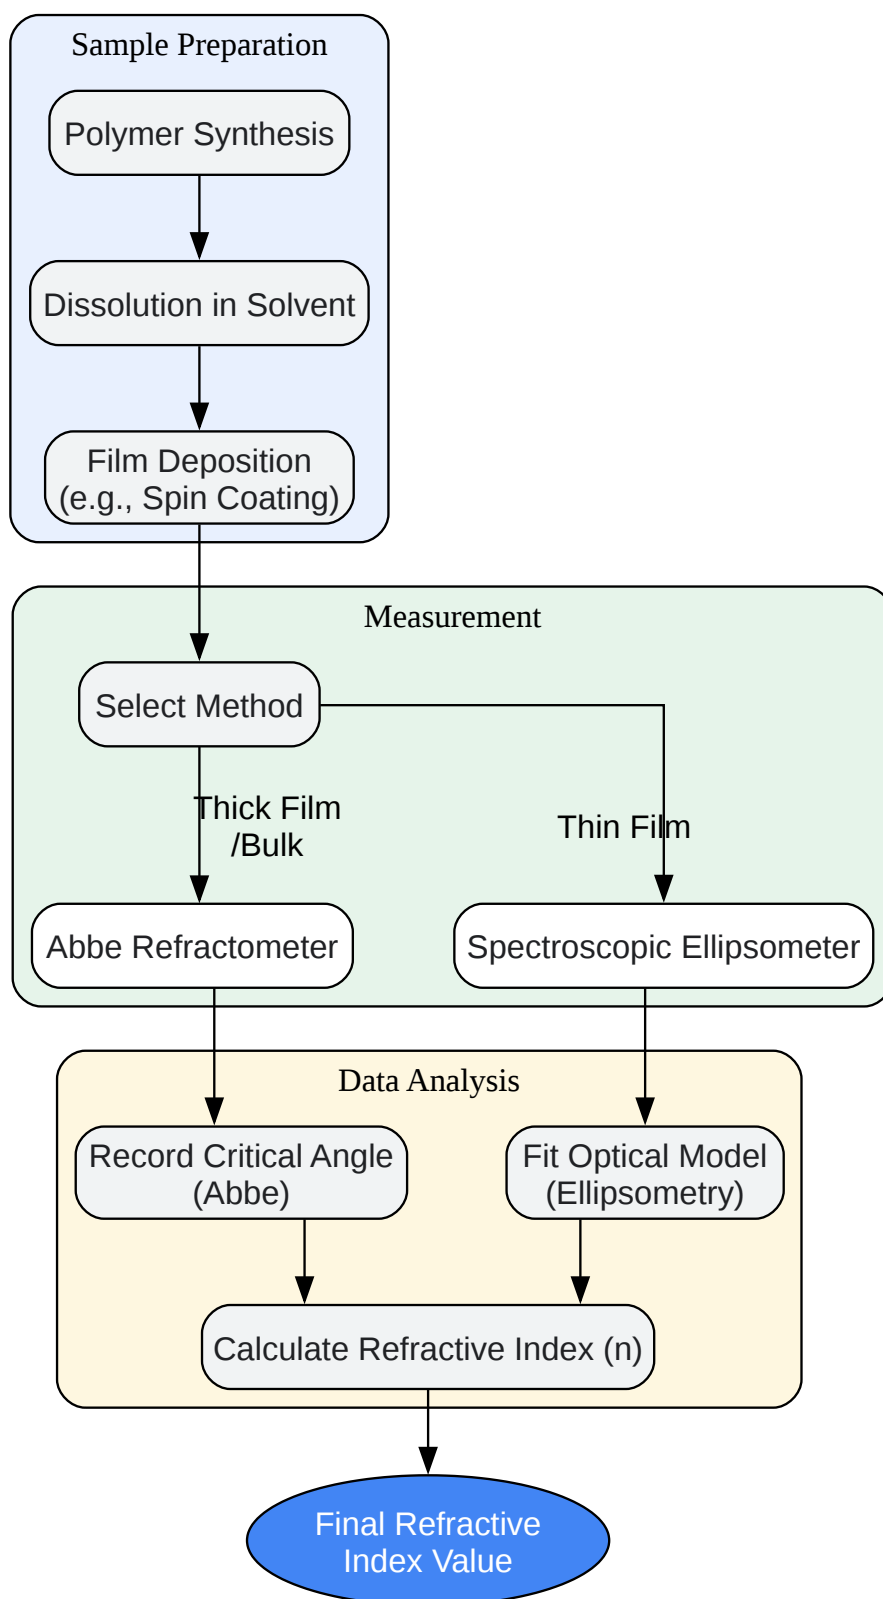 Sample Preparation
Polymer Synthesis
Dissolution in Solvent
Film Deposition
(e.g., Spin Coating)
Measurement
Select Method
Thick Film
/Bulk
Thin Film
Abbe Refractometer
Spectroscopic Ellipsometer
Data Analysis
Record Critical Angle
(Abbe)
Fit Optical Model
(Ellipsometry)
Calculate Refractive Index (n)
Final Refractive
Index Value